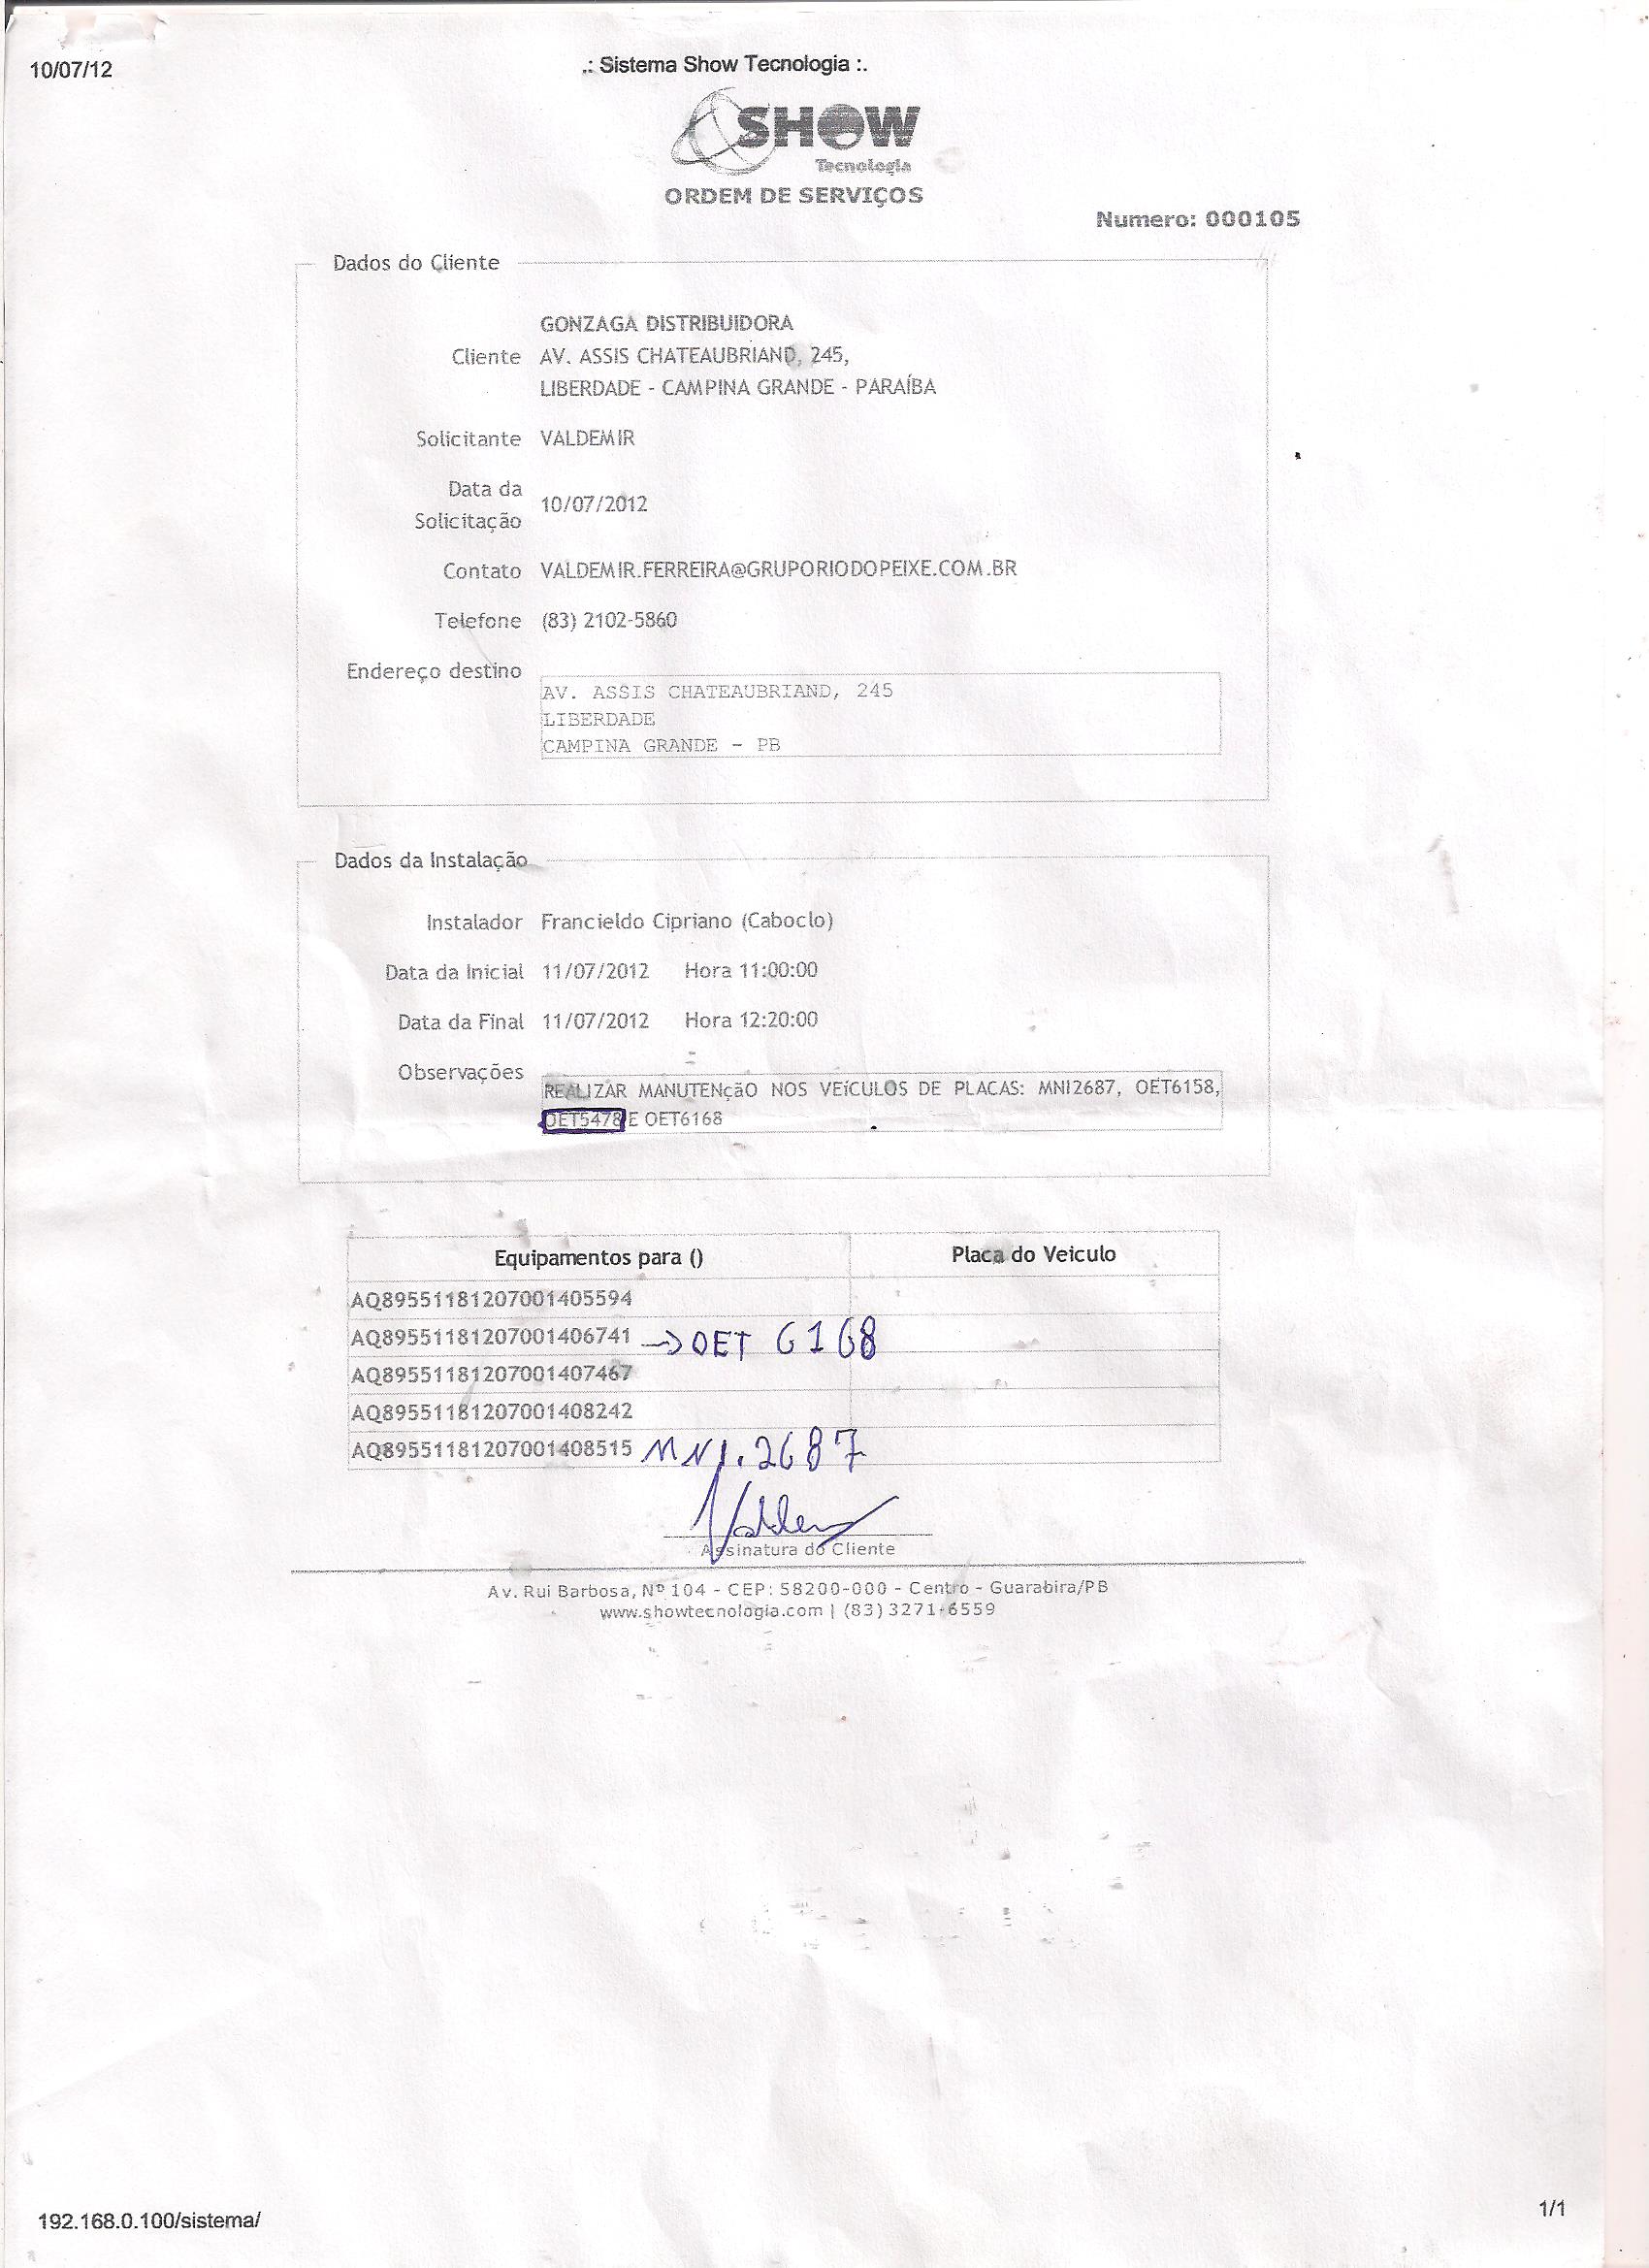 10/07/12
.: Sistema Show Tecnologia :.
SHOW
Tecnologia
ORDEM DE SERVIÇOS
Numero: 000105
Dados do Cliente
GONZAGA DISTRIBUIDORA
Cliente AV. ASSIS CHATEAUBRIAND, 245,
LIBERDADE - CAMPINA GRANDE - PARAÍBA
Solicitante VALDEMIR
Data da
Solicitação 10/07/2012
Contato VALDEMIR.FERREIRA@GRUPORIODOPEIXE.COM.BR
Telefone (83) 2102-5860
Endereço destino
AV. ASSIS CHATEAUBRIAND, 245
LIBERDADE
CAMPINA GRANDE - PB
Dados da Instalação
Instalador Francieldo Cipriano (Caboclo)
Data da Inicial 11/07/2012 Hora 11:00:00
Data da Final 11/07/2012 Hora 12:20:00
Observações
REALIZAR MANUTENçãO NOS VEíCULOS DE PLACAS: MNI2687, OET6158,
OET5478 E OET6168
Equipamentos para () Placa do Veiculo
AQ89551181207001405594
AQ89551181207001406741 → OET 6168
AQ89551181207001407467
AQ89551181207001408242
AQ89551181207001408515 MNI.2687
Valdem
Assinatura do Cliente
Av. Rui Barbosa, Nº 104 - CEP: 58200-000 - Centro - Guarabira/PB
www.showtecnologia.com | (83) 3271-6559
192.168.0.100/sistema/
1/1